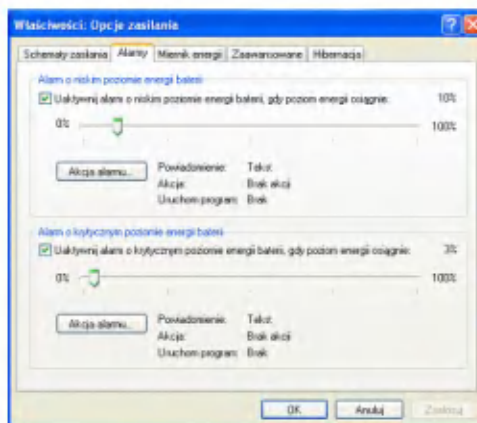 Właściwości: Opcje zasilania
Schematy zasilania Alarmy Miernik energii Zaawansowane Hibernacja
Alarm o niskim poziomie energii baterii
Uaktywnij alarm o niskim poziomie energii baterii, gdy poziom energii osiągnie: 10%
0% 100%
Akcja alarmu... Powiadomienie: Tekst
Akcja: Brak akcji
Uruchom program: Brak
Alarm o krytycznym poziomie energii baterii
Uaktywnij alarm o krytycznym poziomie energii baterii, gdy poziom energii osiągnie: 3%
0% 100%
Akcja alarmu... Powiadomienie: Tekst
Akcja: Brak akcji
Uruchom program: Brak
OK Anuluj Zastosuj